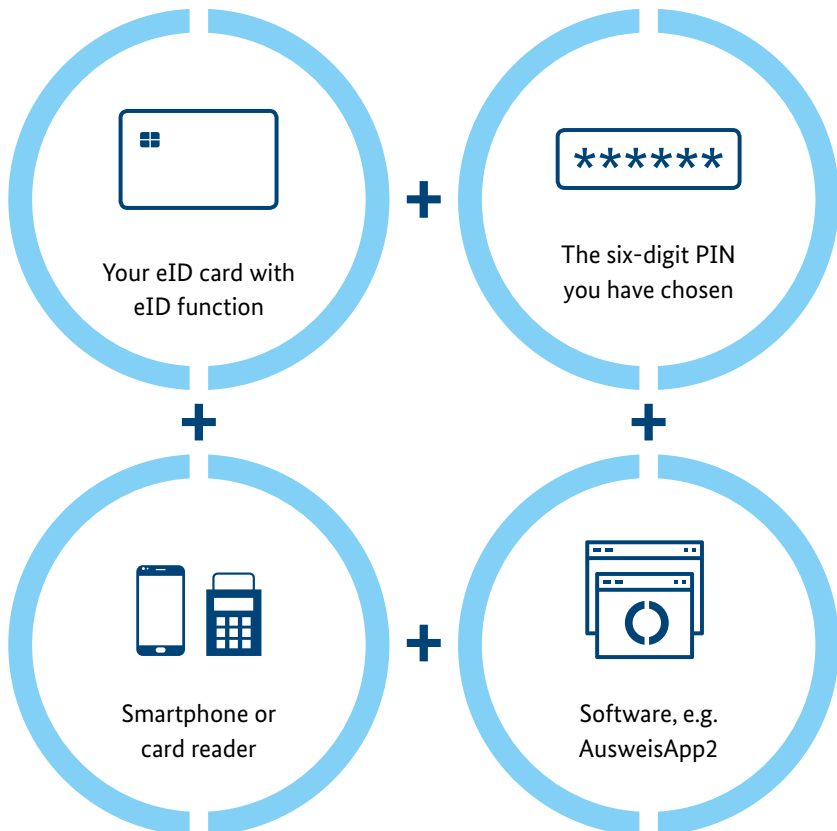 Your eID card with
eID function
******
The six-digit PIN
you have chosen
Smartphone or
card reader
Software, e.g.
AusweisApp2